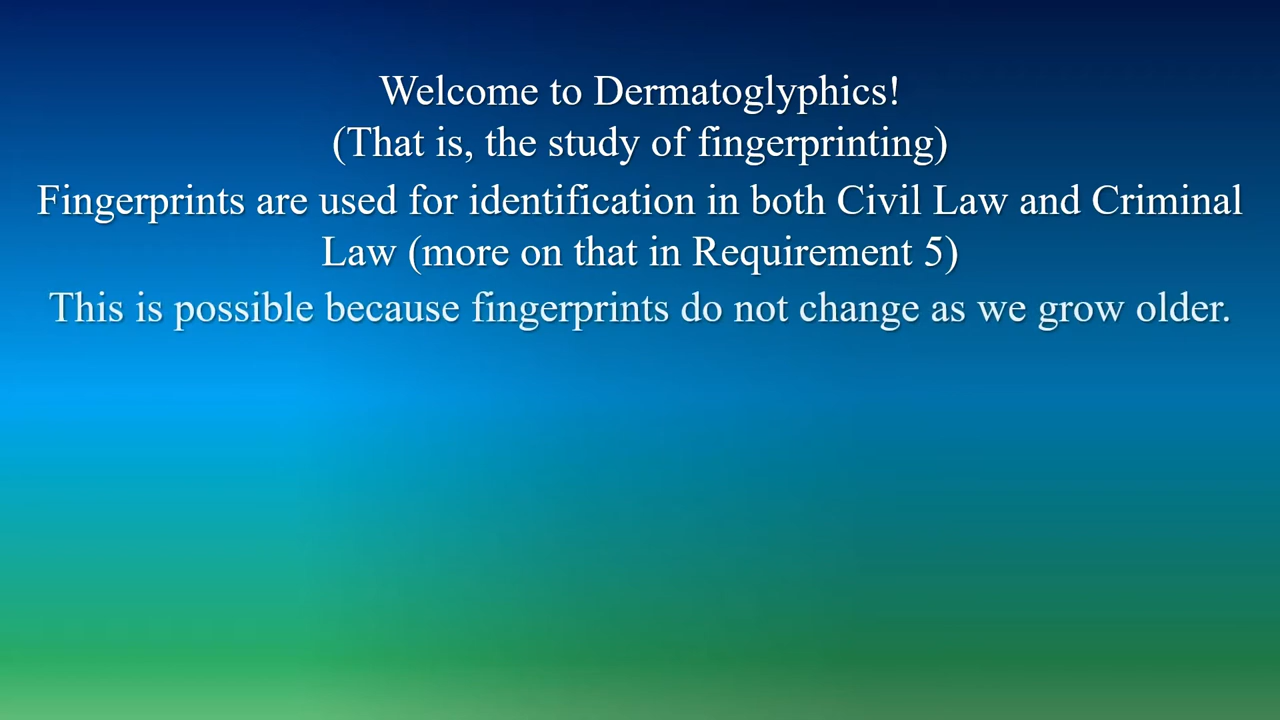 Welcome to Dermatoglyphics!
(That is, the study of fingerprinting)
Fingerprints are used for identification in both Civil Law and Criminal
Law (more on that in Requirement 5)
This is possible because fingerprints do not change as we grow older.